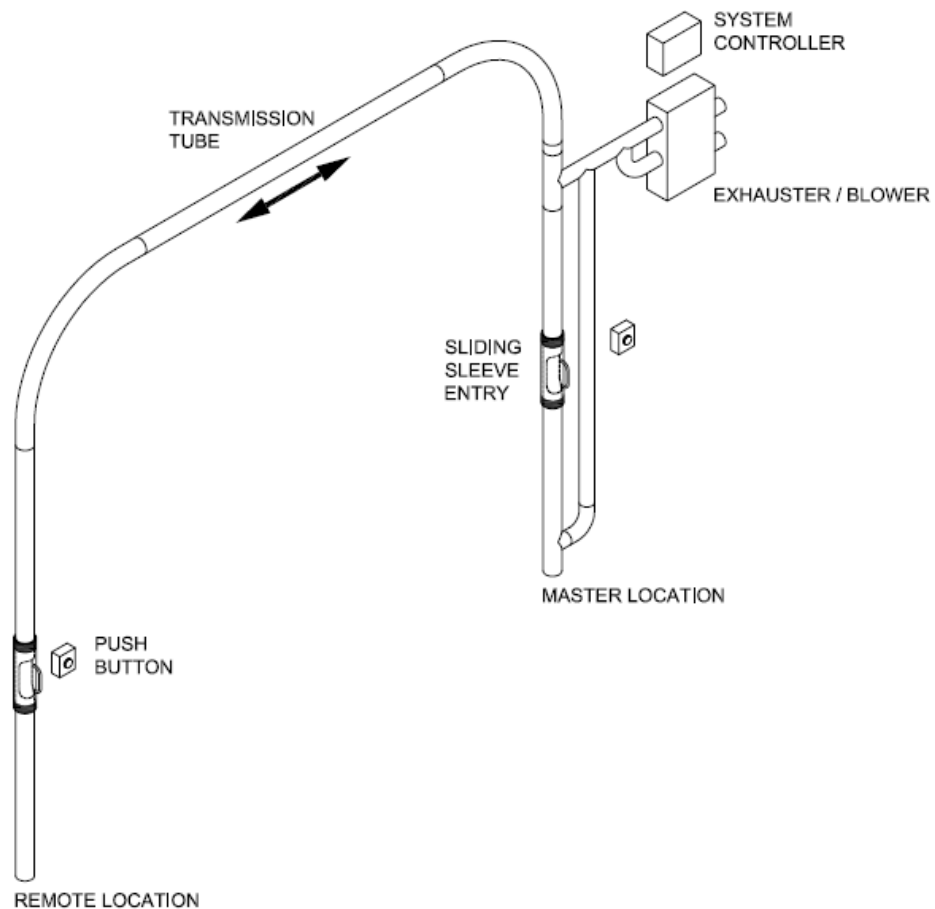 SYSTEM
CONTROLLER
TRANSMISSION
TUBE
EXHAUSTER / BLOWER
SLIDING
SLEEVE
ENTRY
MASTER LOCATION
PUSH
BUTTON
REMOTE LOCATION